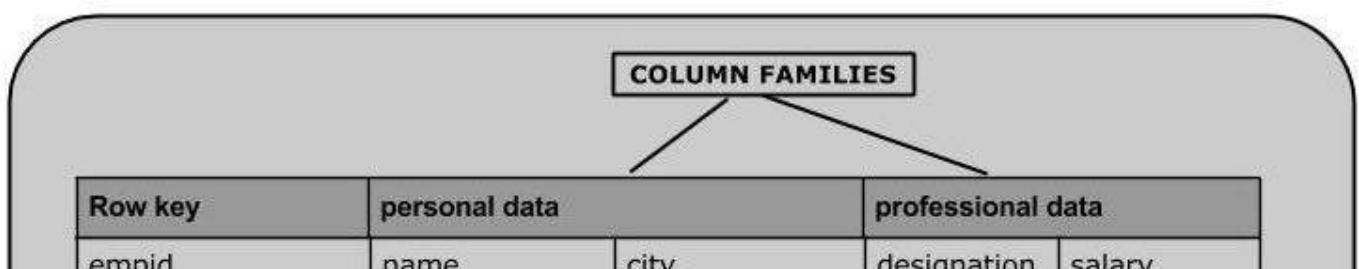 COLUMN FAMILIES
Row key personal data professional data
empid name city designation salary